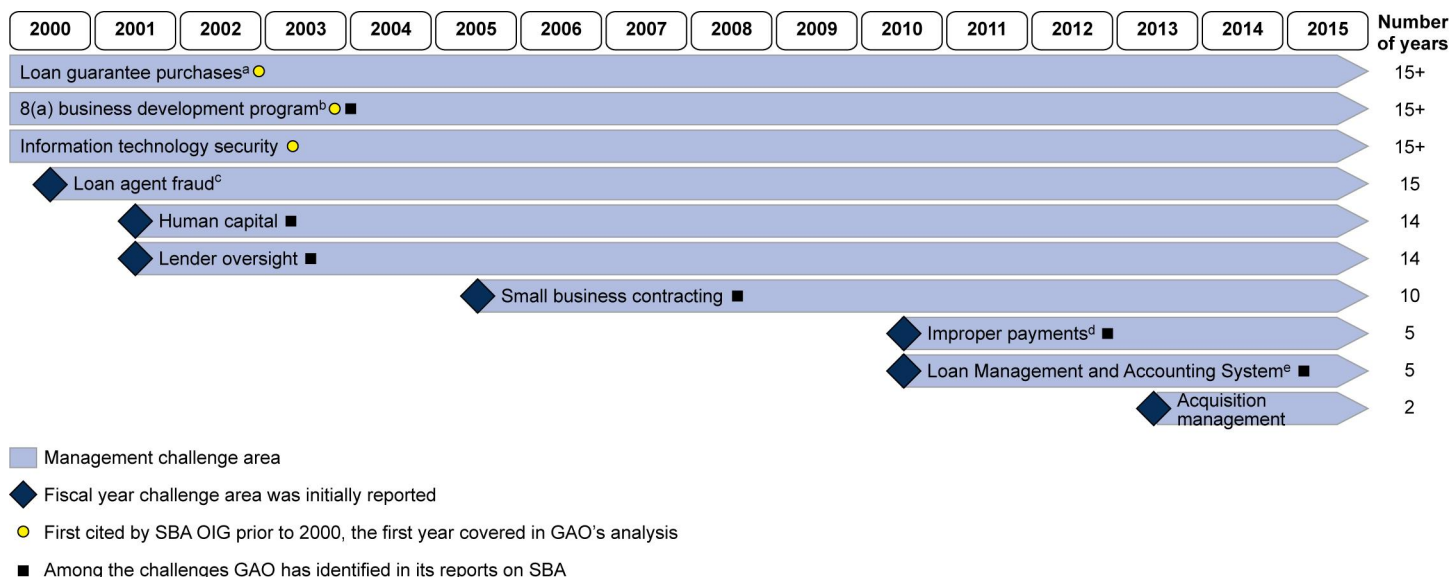 2000 2001 2002 2003 2004 2005 2006 2007 2008 2009 2010 2011 2012 2013 2014 2015 Number of years
Loan guarantee purchasesᵃ 15+
8(a) business development programᵇ 15+
Information technology security 15+
Loan agent fraudᶜ 15
Human capital 14
Lender oversight 14
Small business contracting 10
Improper paymentsᵈ 5
Loan Management and Accounting Systemᵉ 5
Acquisition management 2
Management challenge area
Fiscal year challenge area was initially reported
First cited by SBA OIG prior to 2000, the first year covered in GAO's analysis
Among the challenges GAO has identified in its reports on SBA